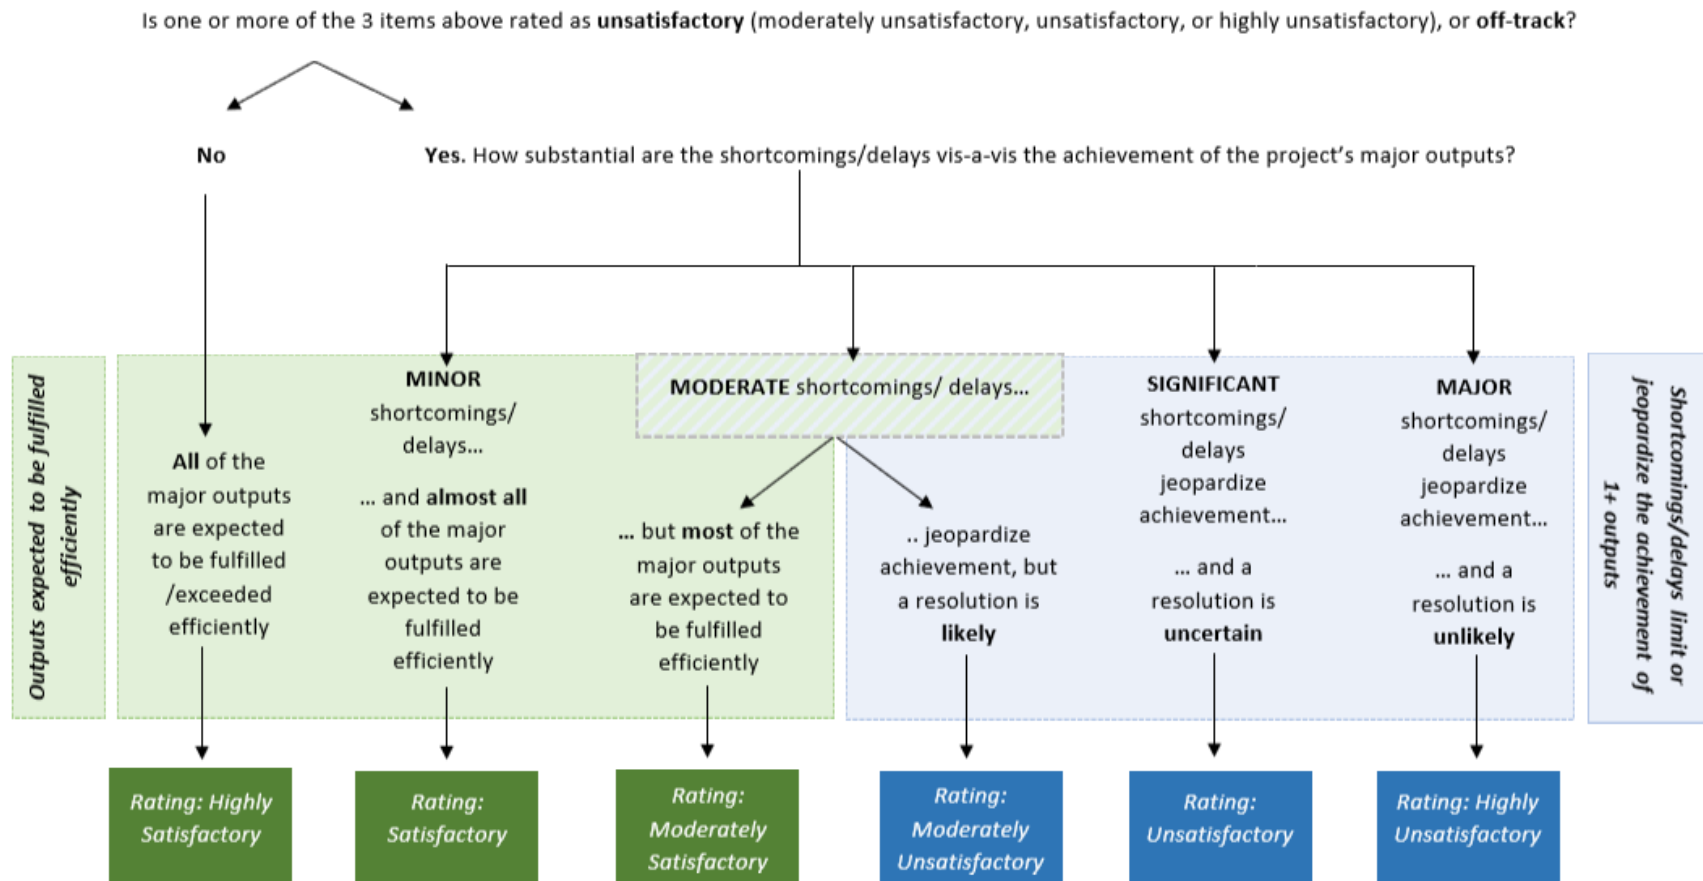 Is one or more of the 3 items above rated as unsatisfactory (moderately unsatisfactory, unsatisfactory, or highly unsatisfactory), or off-track?
No
Yes. How substantial are the shortcomings/delays vis-a-vis the achievement of the project's major outputs?
Outputs expected to be fulfilled
efficiently
All of the
major outputs
are expected
to be fulfilled
/exceeded
efficiently
MINOR
shortcomings/
delays...
... and almost all
of the major
outputs are
expected to be
fulfilled
efficiently
MODERATE shortcomings/ delays...
... but most of the
major outputs
are expected to
be fulfilled
efficiently
.. jeopardize
achievement, but
a resolution is
likely
SIGNIFICANT
shortcomings/
delays
jeopardize
achievement...
... and a
resolution is
uncertain
MAJOR
shortcomings/
delays
jeopardize
achievement...
... and a
resolution is
unlikely
Shortcomings/delays limit or
jeopardize the achievement of
1+ outputs
Rating: Highly
Satisfactory
Rating:
Satisfactory
Rating:
Moderately
Satisfactory
Rating:
Moderately
Unsatisfactory
Rating:
Unsatisfactory
Rating: Highly
Unsatisfactory